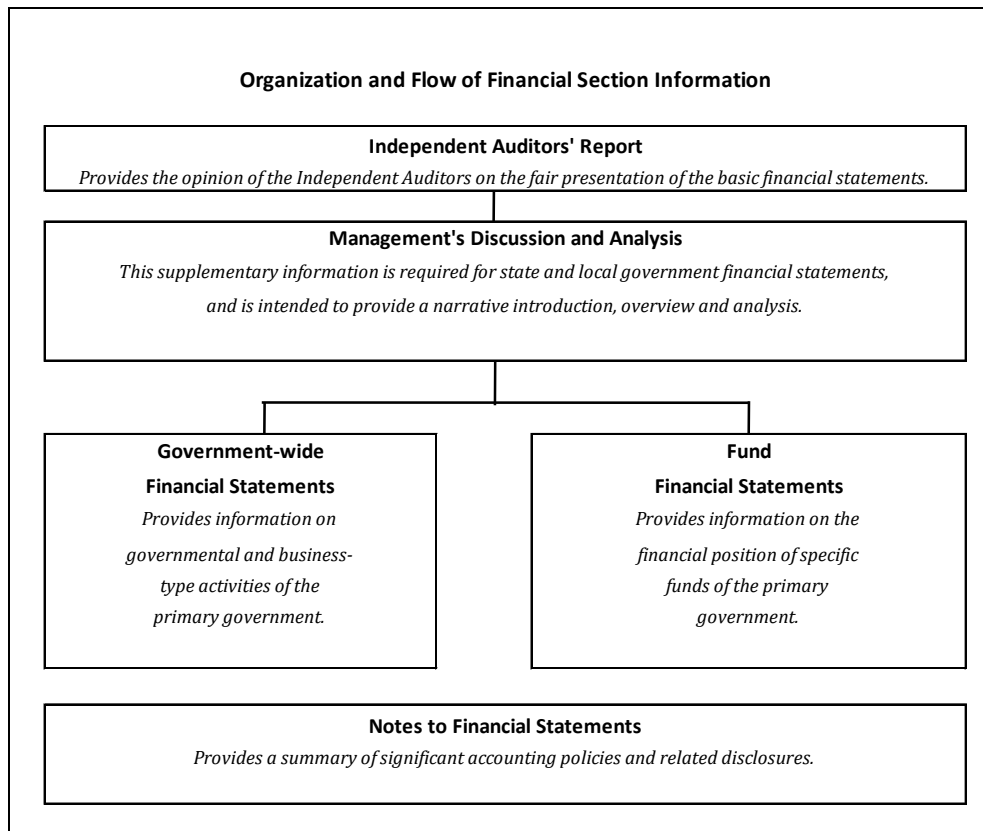 Organization and Flow of Financial Section Information
Independent Auditors' Report
Provides the opinion of the Independent Auditors on the fair presentation of the basic financial statements.
Management's Discussion and Analysis
This supplementary information is required for state and local government financial statements,
and is intended to provide a narrative introduction, overview and analysis.
Government-wide
Financial Statements
Provides information on
governmental and business-
type activities of the
primary government.
Fund
Financial Statements
Provides information on the
financial position of specific
funds of the primary
government.
Notes to Financial Statements
Provides a summary of significant accounting policies and related disclosures.